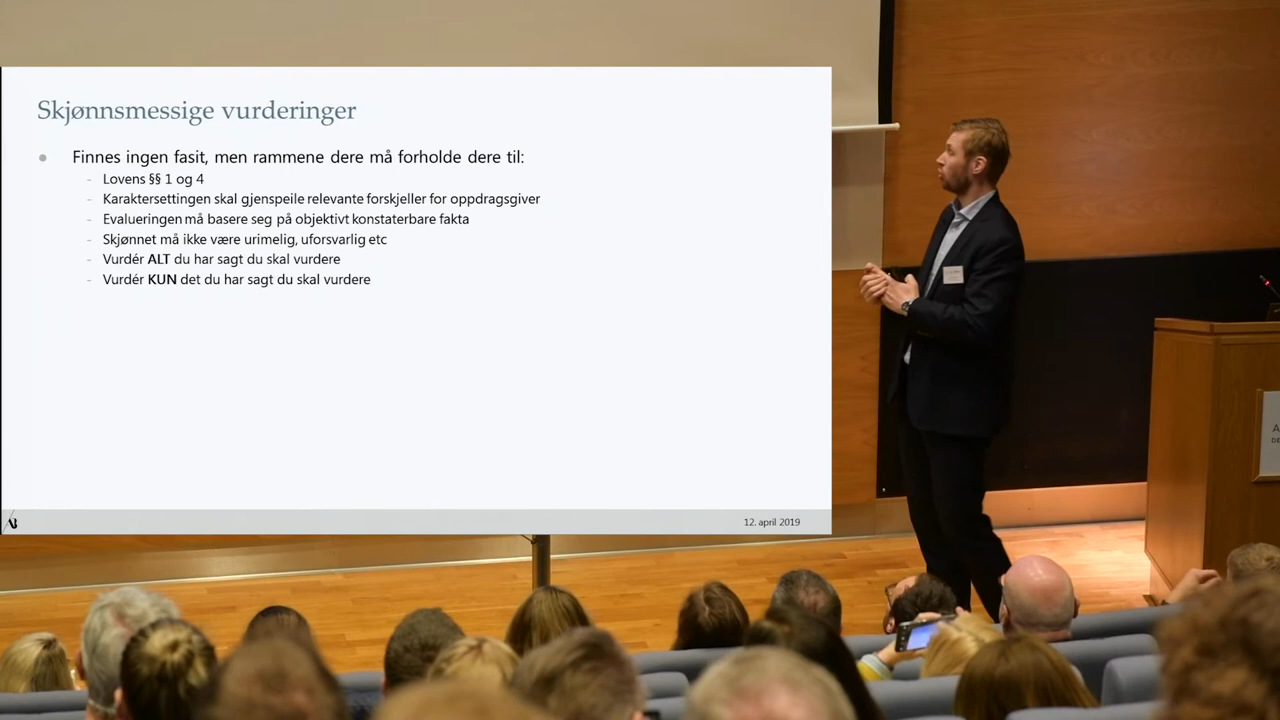 Skjønnsmessige vurderinger
Finnes ingen fasit, men rammene dere må forholde dere til:
- Lovens §§ 1 og 4
- Karaktersettingen skal gjenspeile relevante forskjeller for oppdragsgiver
- Evalueringen må basere seg på objektivt konstaterbare fakta
- Skjønnet må ikke være urimelig, uforsvarlig etc
- Vurdér ALT du har sagt du skal vurdere
- Vurdér KUN det du har sagt du skal vurdere
12. april 2019